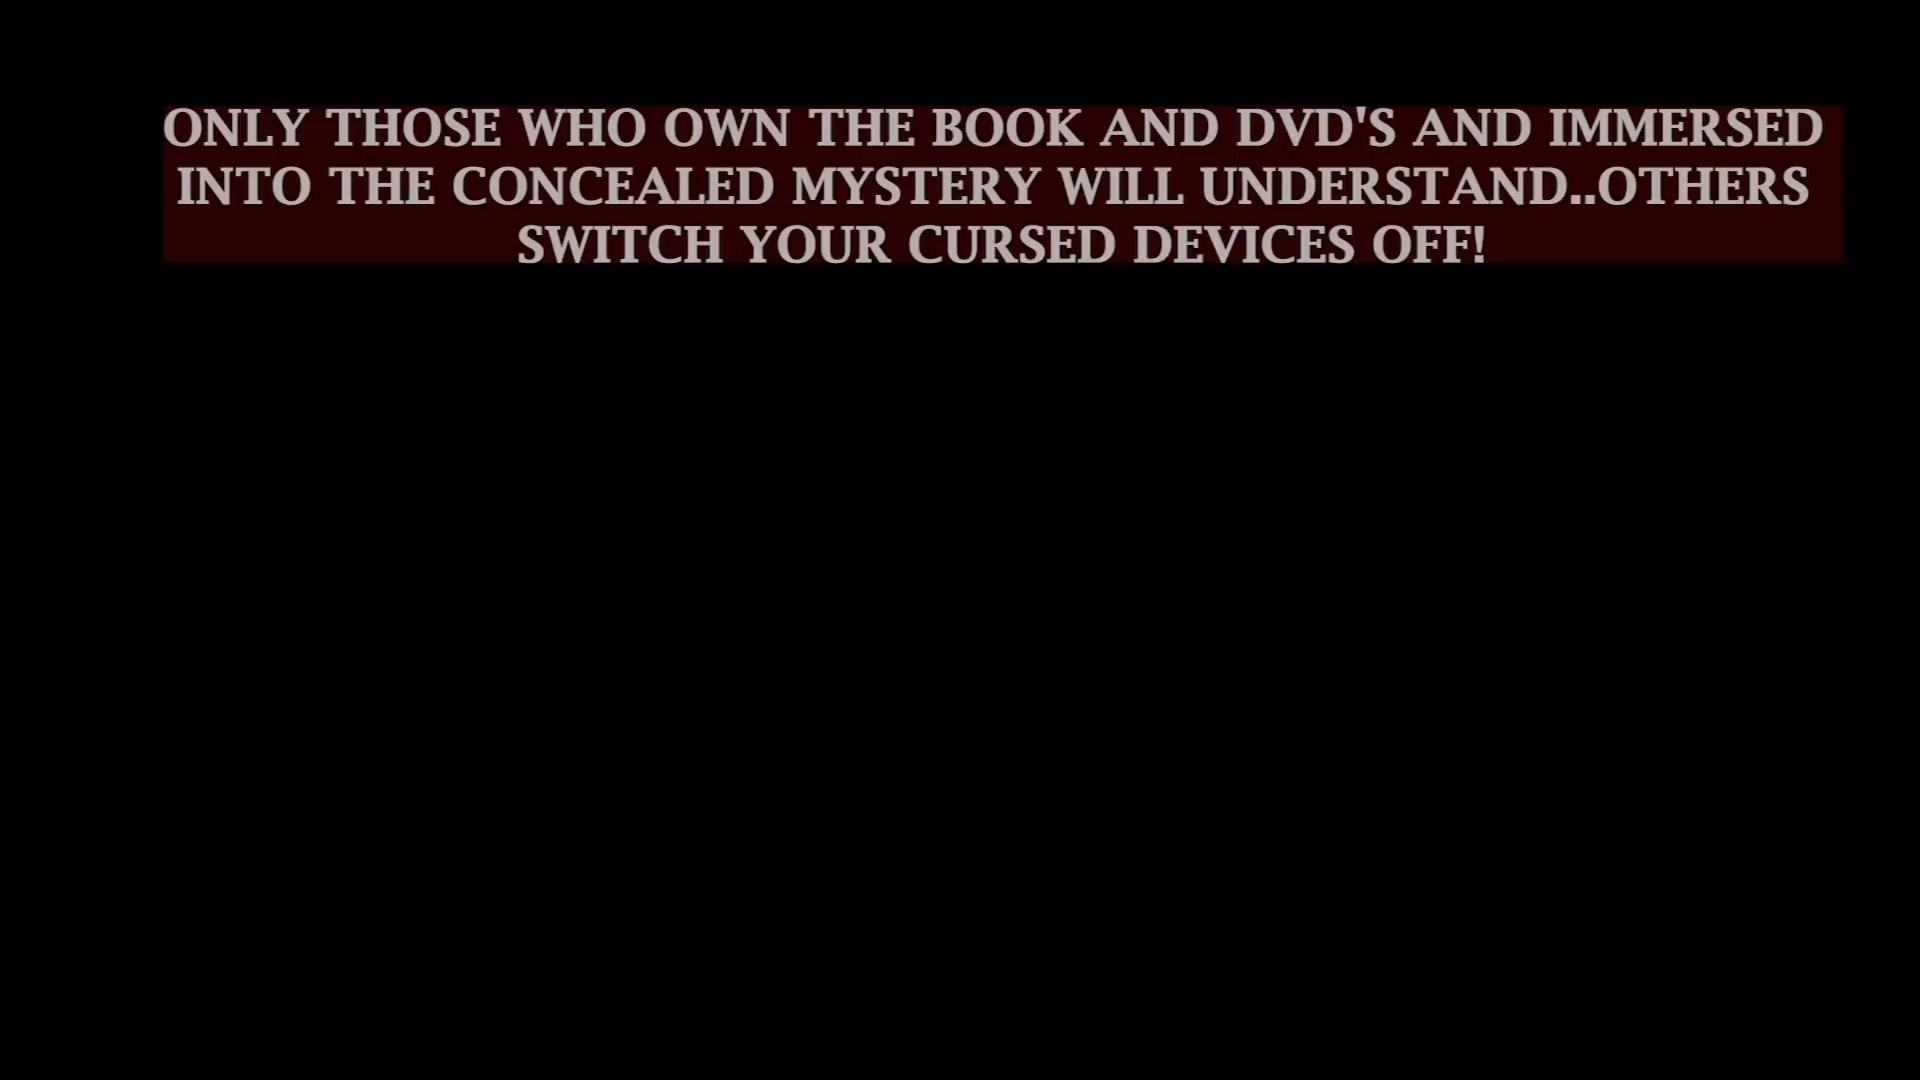 ONLY THOSE WHO OWN THE BOOK AND DVD'S AND IMMERSED
INTO THE CONCEALED MYSTERY WILL UNDERSTAND..OTHERS
SWITCH YOUR CURSED DEVICES OFF!